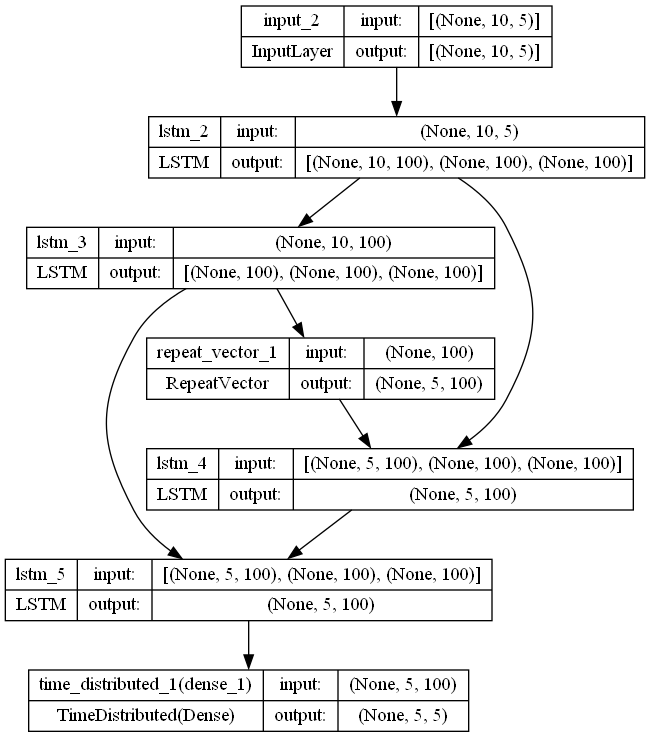 input_2 input: [(None, 10, 5)]
InputLayer output: [(None, 10, 5)]
lstm_2 input: (None, 10, 5)
LSTM output: [(None, 10, 100), (None, 100), (None, 100)]
lstm_3 input: (None, 10, 100)
LSTM output: [(None, 100), (None, 100), (None, 100)]
repeat_vector_1 input: (None, 100)
RepeatVector output: (None, 5, 100)
lstm_4 input: [(None, 5, 100), (None, 100), (None, 100)]
LSTM output: (None, 5, 100)
lstm_5 input: [(None, 5, 100), (None, 100), (None, 100)]
LSTM output: (None, 5, 100)
time_distributed_1(dense_1) input: (None, 5, 100)
TimeDistributed(Dense) output: (None, 5, 5)